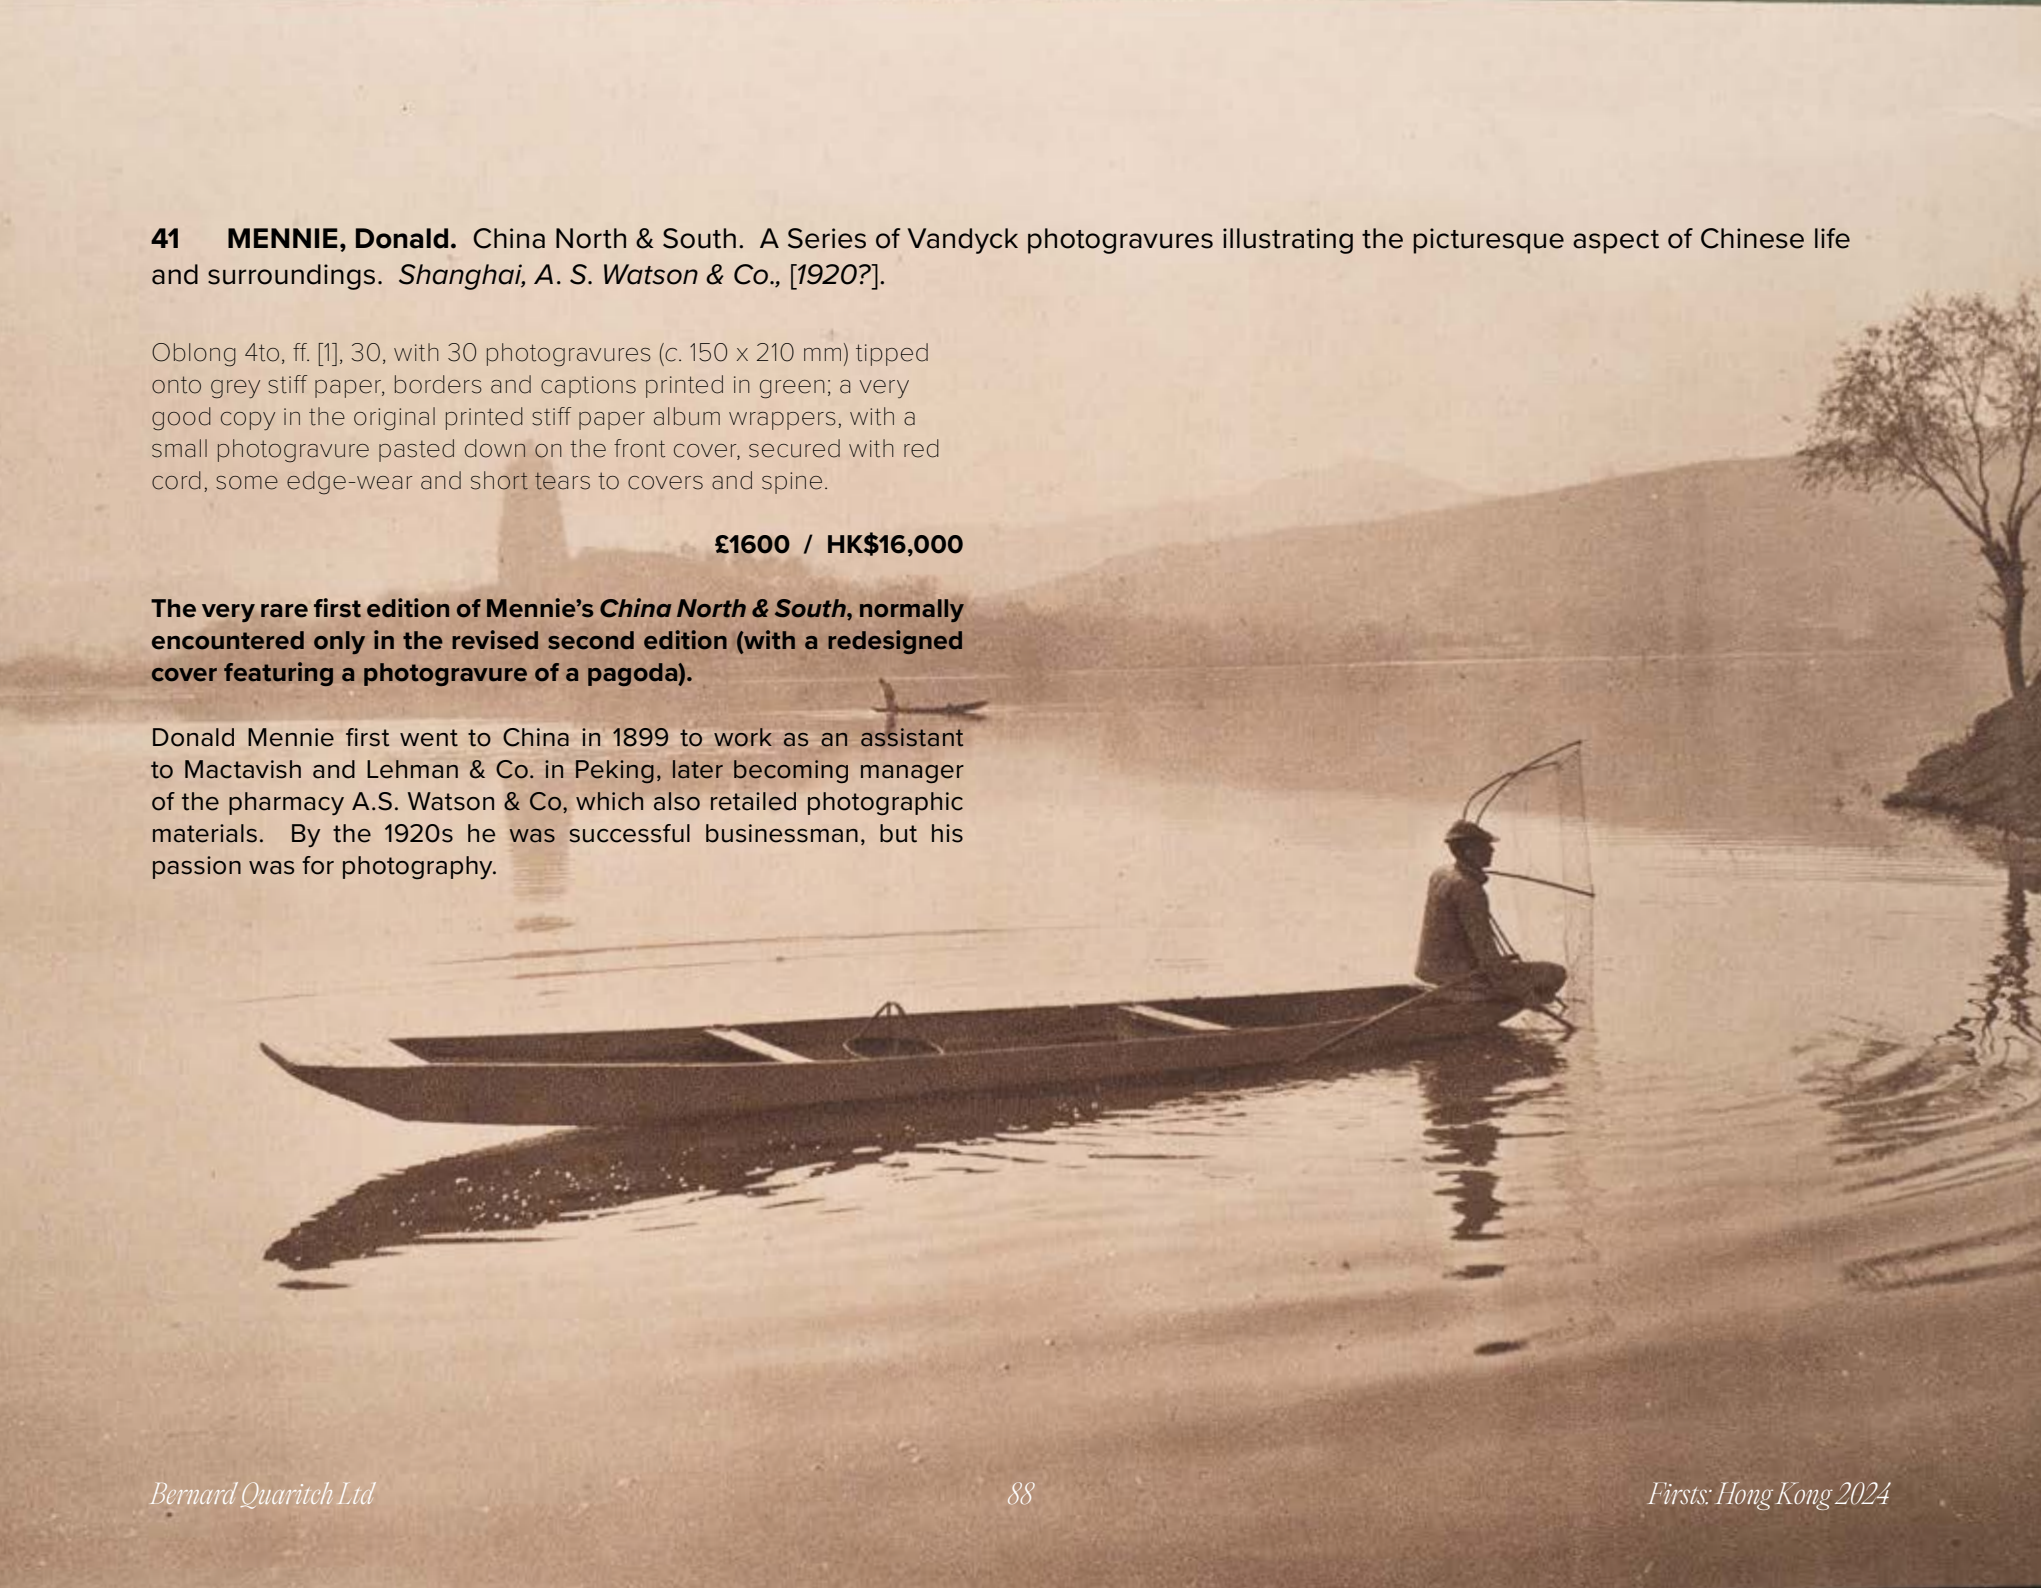 41 MENNIE, Donald. China North & South. A Series of Vandyck photogravures illustrating the picturesque aspect of Chinese life
and surroundings. Shanghai, A. S. Watson & Co., [1920?].
Oblong 4to, ff. [1], 30, with 30 photogravures (c. 150 x 210 mm) tipped
onto grey stiff paper, borders and captions printed in green; a very
good copy in the original printed stiff paper album wrappers, with a
small photogravure pasted down on the front cover, secured with red
cord, some edge-wear and short tears to covers and spine.
£1600 / HK$16,000
The very rare first edition of Mennie’s China North & South, normally
encountered only in the revised second edition (with a redesigned
cover featuring a photogravure of a pagoda).
Donald Mennie first went to China in 1899 to work as an assistant
to Mactavish and Lehman & Co. in Peking, later becoming manager
of the pharmacy A.S. Watson & Co, which also retailed photographic
materials. By the 1920s he was successful businessman, but his
passion was for photography.
Bernard Quaritch Ltd
88
Firsts: Hong Kong 2024